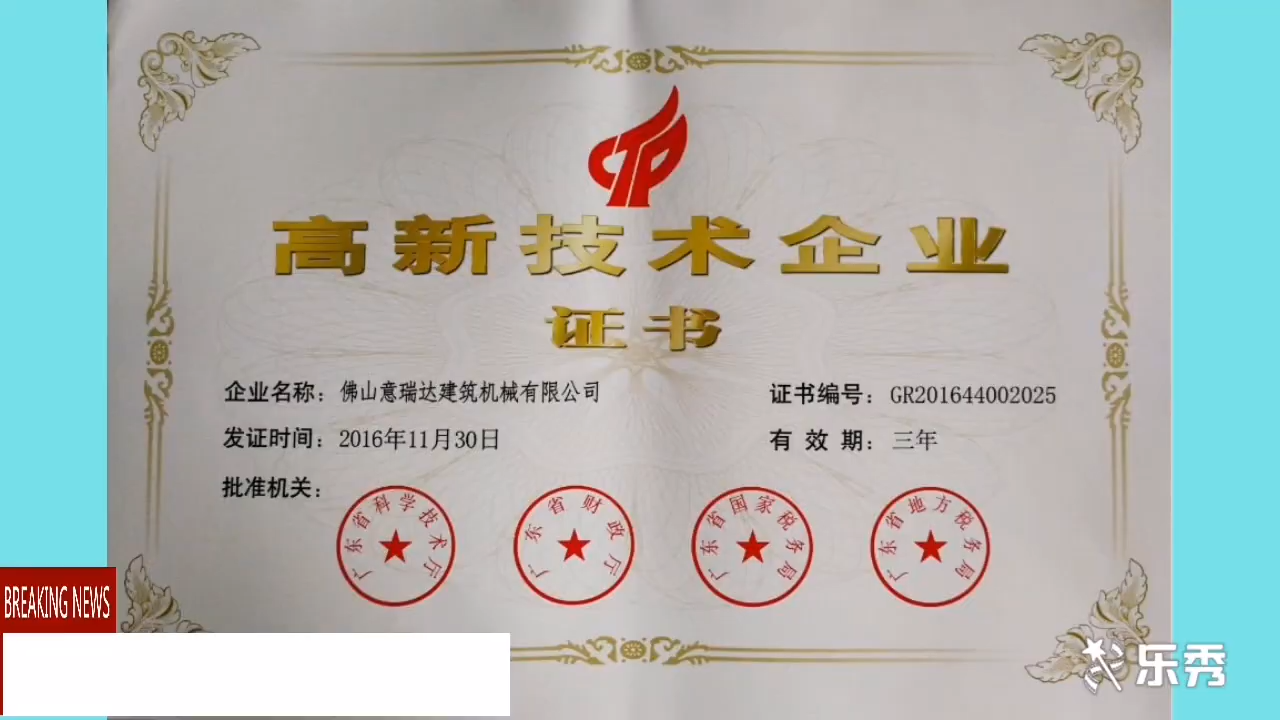 CTP
高新技术企业
证书
企业名称：佛山意瑞达建筑机械有限公司
证书编号：GR201644002025
发证时间：2016年11月30日
有效期：三年
批准机关：
广东省科学技术厅
广东省财政厅
广东省国家税务局
广东省地方税务局
BREAKING NEWS
乐秀